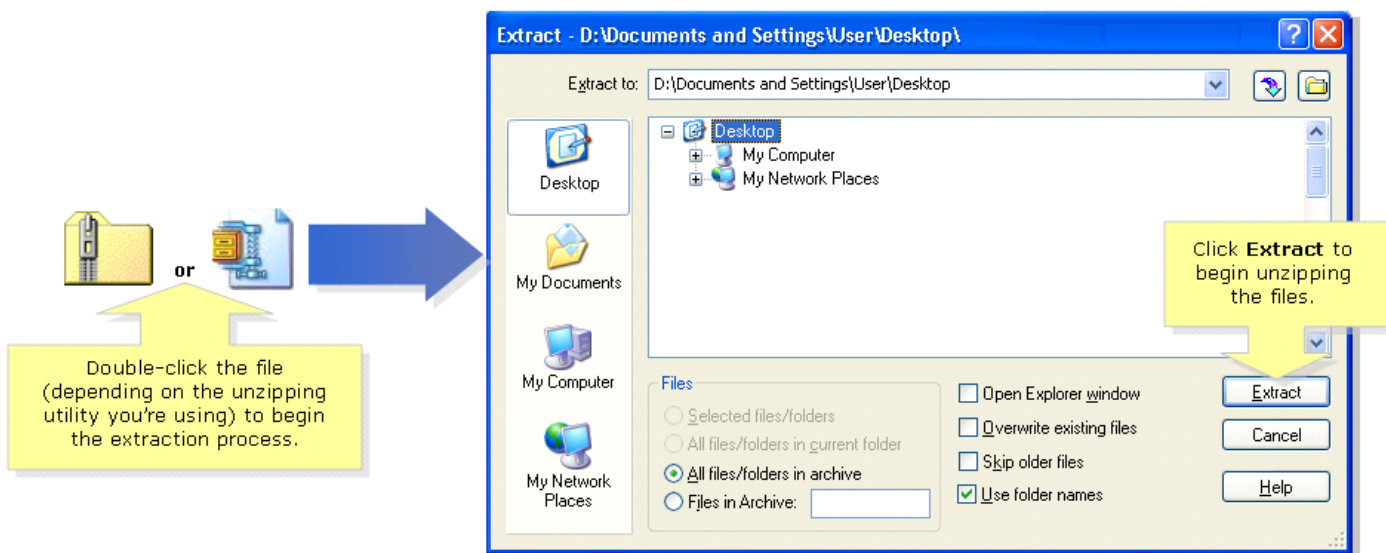 Extract - D:\Documents and Settings\User\Desktop\
Extract to: D:\Documents and Settings\User\Desktop
Desktop
My Documents
My Computer
My Network
Places
Desktop
My Computer
My Network Places
or
Double-click the file
(depending on the unzipping
utility you're using) to begin
the extraction process.
Click Extract to
begin unzipping
the files.
Files
Selected files/folders
All files/folders in current folder
All files/folders in archive
Files in Archive:
Open Explorer window
Overwrite existing files
Skip older files
Use folder names
Extract
Cancel
Help